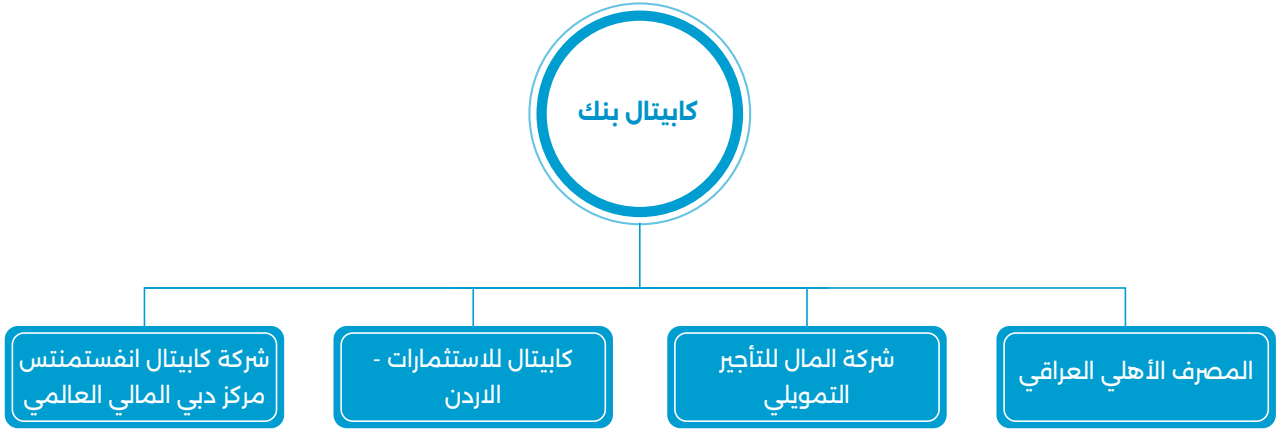 كابيتال بنك
المصرف الأهلي العراقي
شركة المال للتأجير
التمويلي
كابيتال للاستثمارات -
الاردن
شركة كابيتال انفستمنتس
مركز دبي المالي العالمي